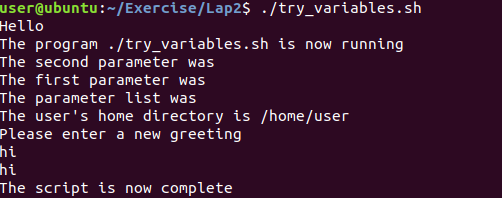 user@ubuntu:~/Exercise/Lap2$ ./try_variables.sh
Hello
The program ./try_variables.sh is now running
The second parameter was
The first parameter was
The parameter list was
The user's home directory is /home/user
Please enter a new greeting
hi
hi
The script is now complete